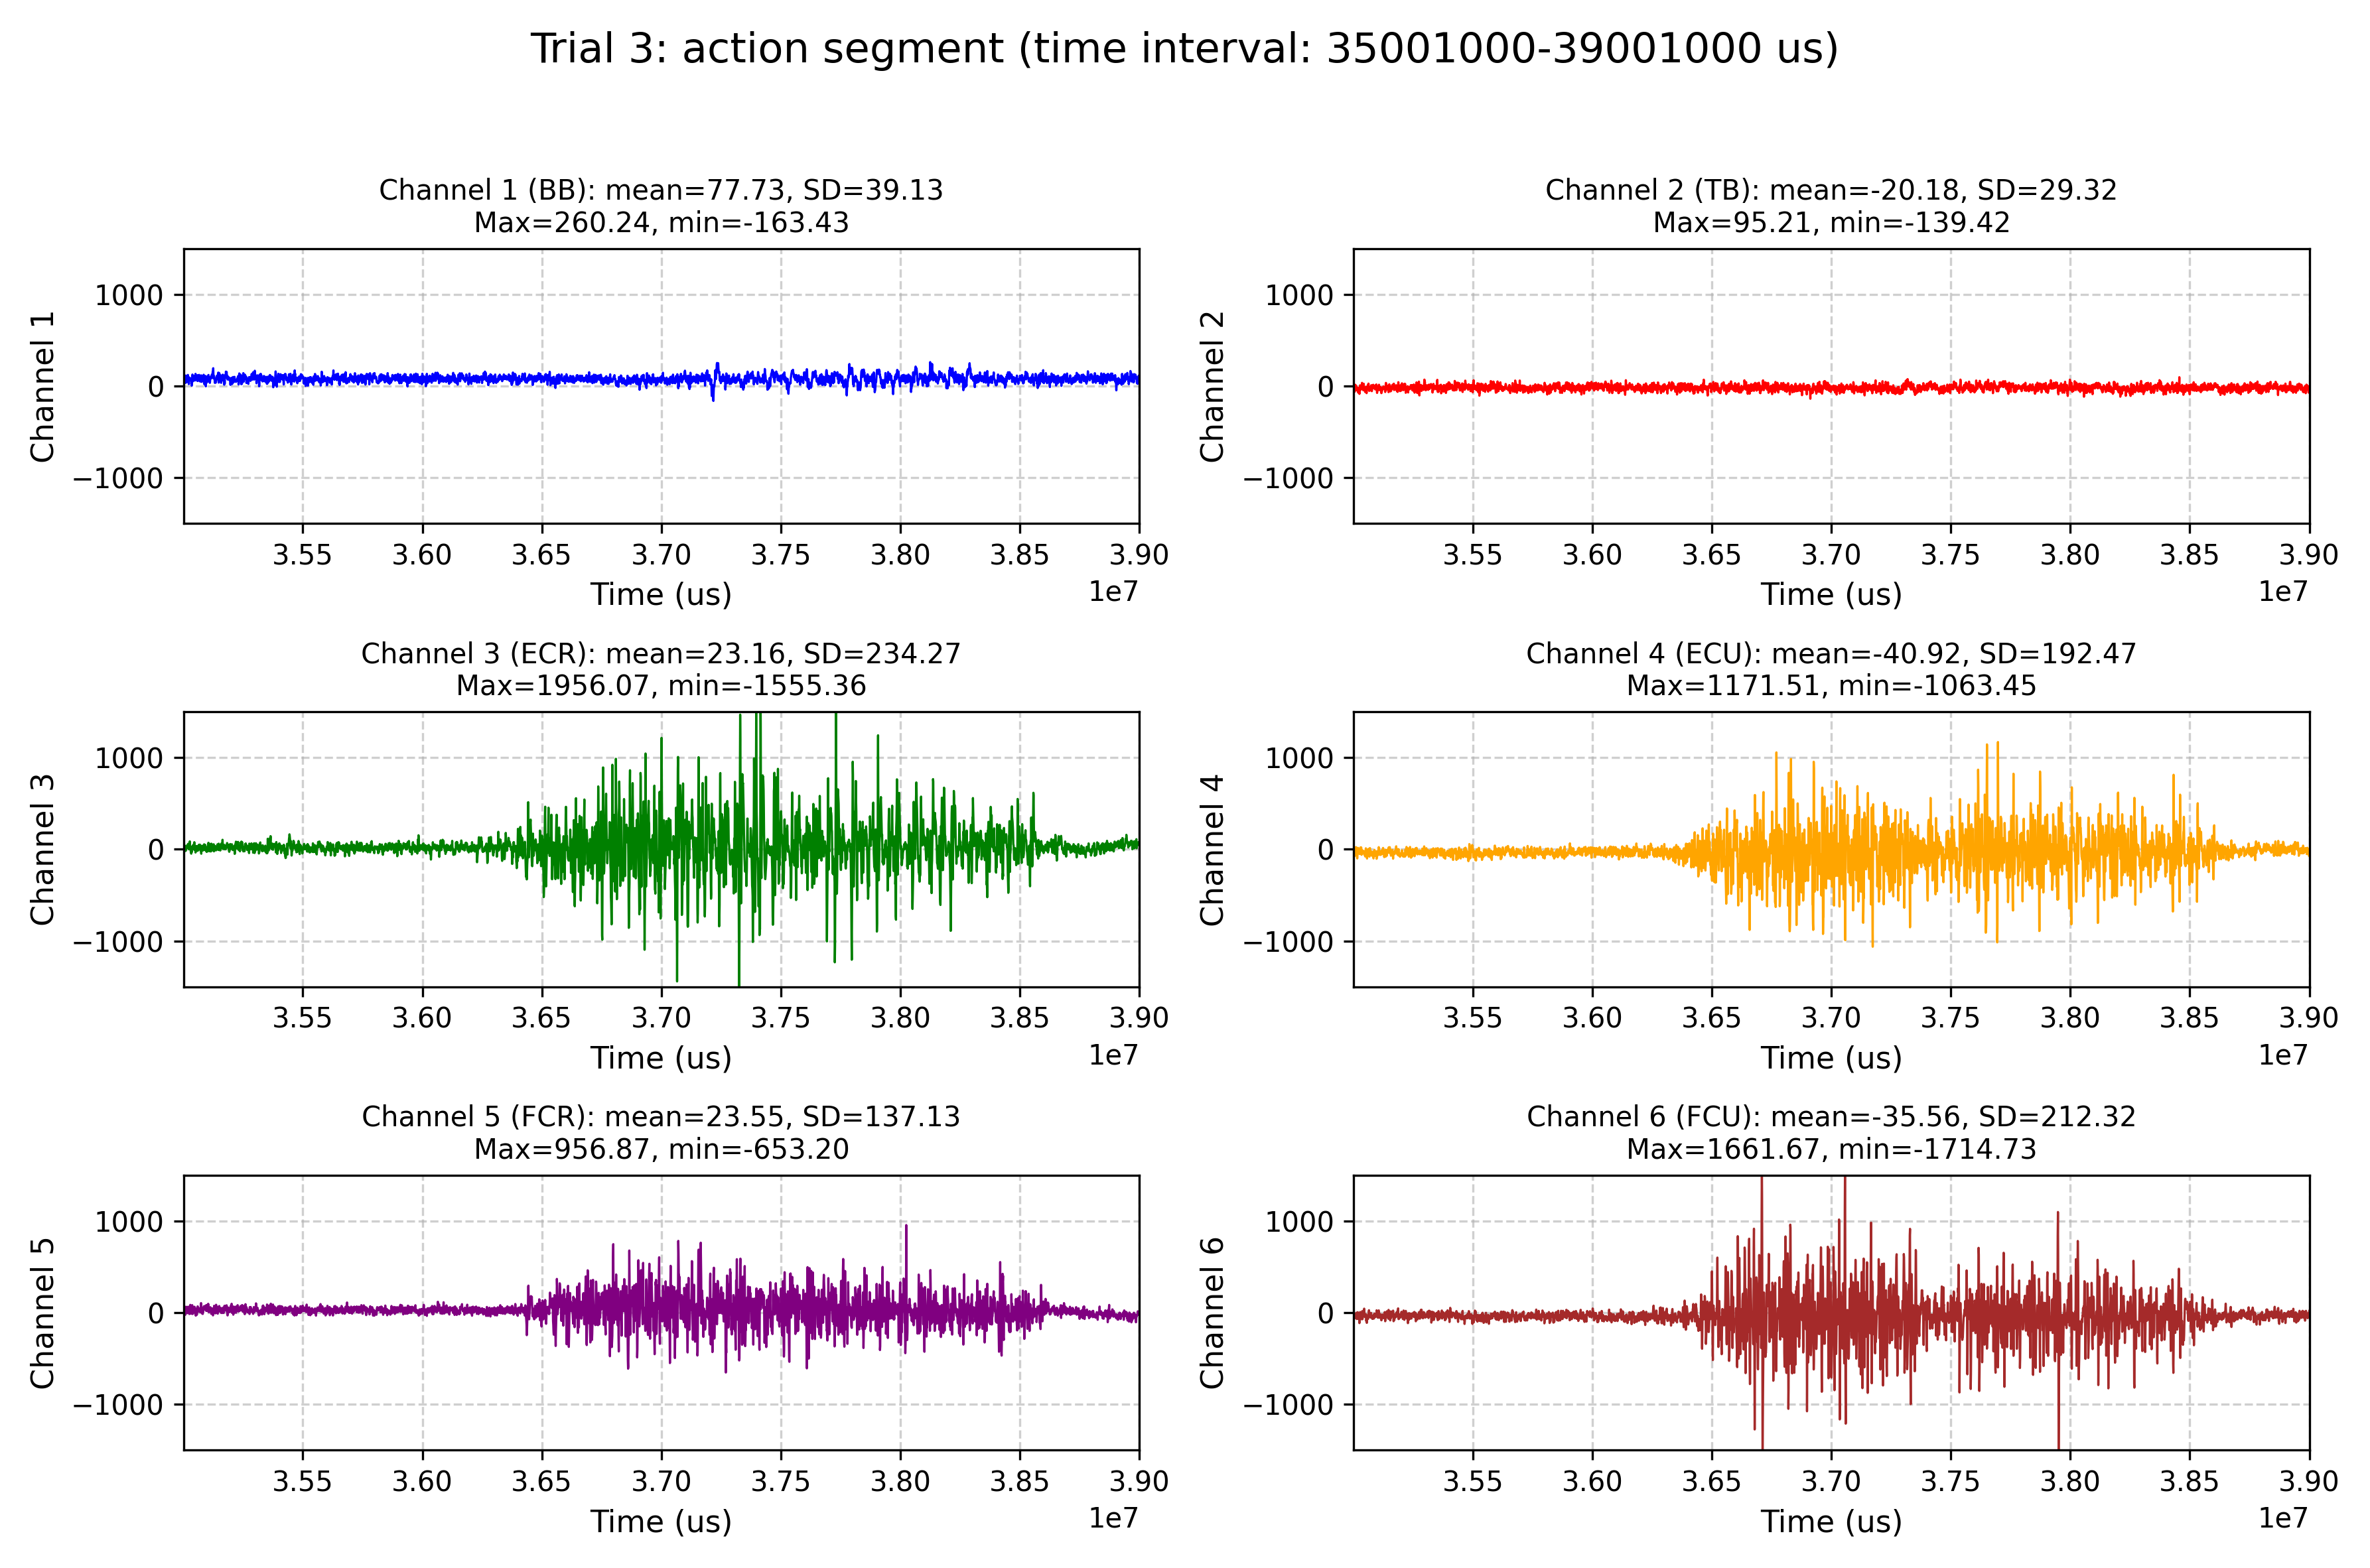 Trial 3: action segment (time interval: 35001000-39001000 us)
Channel 1 (BB): mean=77.73, SD=39.13
Max=260.24, min=-163.43
1000
0
−1000
Channel 1
3.55 3.60 3.65 3.70 3.75 3.80 3.85 3.90
Time (us)
1e7
Channel 2 (TB): mean=-20.18, SD=29.32
Max=95.21, min=-139.42
1000
0
−1000
Channel 2
3.55 3.60 3.65 3.70 3.75 3.80 3.85 3.90
Time (us)
1e7
Channel 3 (ECR): mean=23.16, SD=234.27
Max=1956.07, min=-1555.36
1000
0
−1000
Channel 3
3.55 3.60 3.65 3.70 3.75 3.80 3.85 3.90
Time (us)
1e7
Channel 4 (ECU): mean=-40.92, SD=192.47
Max=1171.51, min=-1063.45
1000
0
−1000
Channel 4
3.55 3.60 3.65 3.70 3.75 3.80 3.85 3.90
Time (us)
1e7
Channel 5 (FCR): mean=23.55, SD=137.13
Max=956.87, min=-653.20
1000
0
−1000
Channel 5
3.55 3.60 3.65 3.70 3.75 3.80 3.85 3.90
Time (us)
1e7
Channel 6 (FCU): mean=-35.56, SD=212.32
Max=1661.67, min=-1714.73
1000
0
−1000
Channel 6
3.55 3.60 3.65 3.70 3.75 3.80 3.85 3.90
Time (us)
1e7